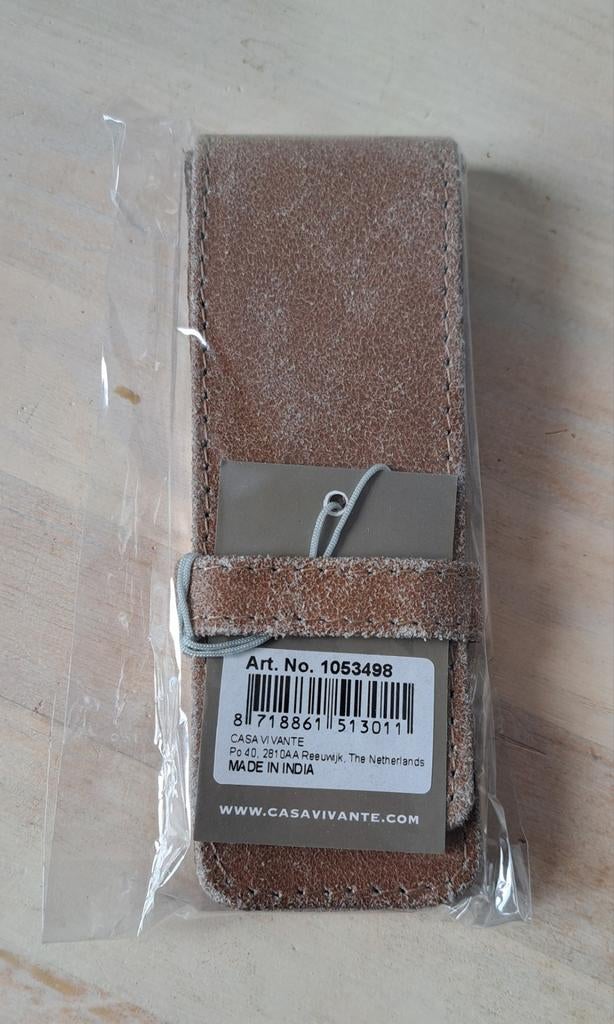 Art. No. 1053498
8 718861 513011
CASA VIVANTE
Po 40, 2810AA Reeuwijk, The Netherlands
MADE IN INDIA
WWW.CASAVIVANTE.COM